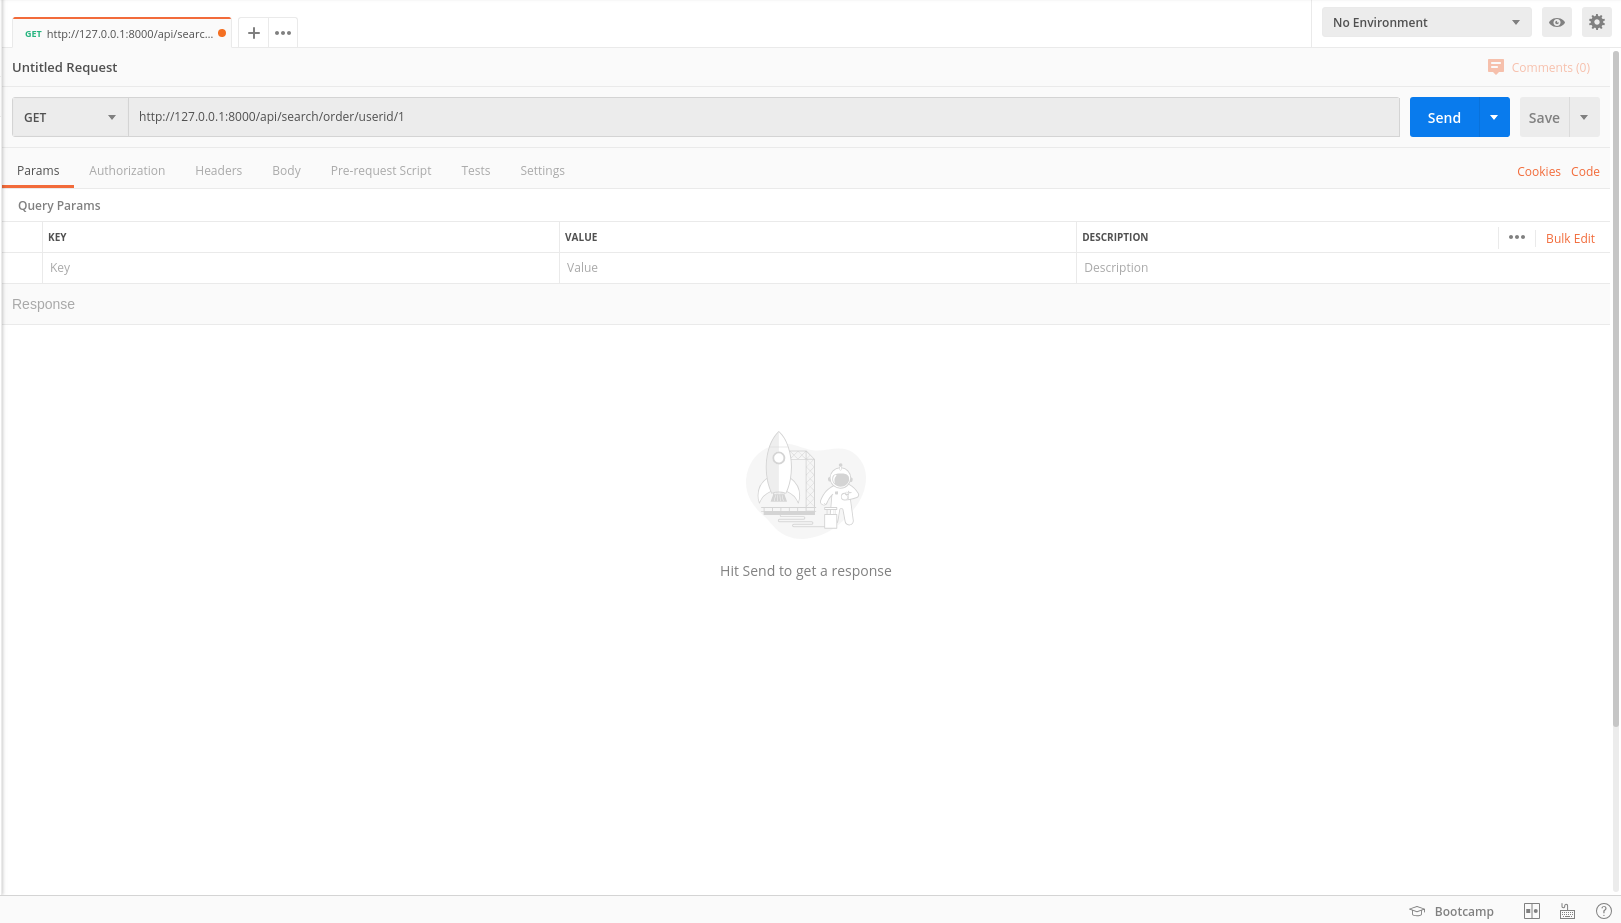 GET http://127.0.0.1:8000/api/searc...
No Environment
Untitled Request
Comments (0)
GET http://127.0.0.1:8000/api/search/order/userid/1 Send Save
Params Authorization Headers Body Pre-request Script Tests Settings Cookies Code
Query Params
KEY VALUE DESCRIPTION Bulk Edit
Key Value Description
Response
Hit Send to get a response
Bootcamp